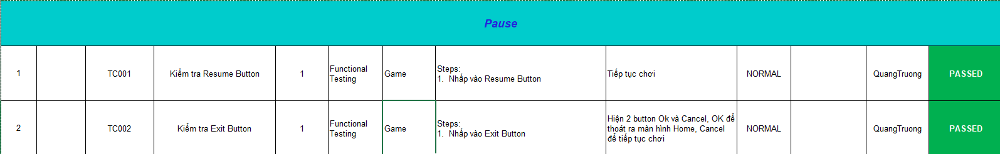 Pause
1
TC001
Kiểm tra Resume Button
1
Functional
Testing
Game
Steps:
1. Nhấp vào Resume Button
Tiếp tục chơi
NORMAL
QuangTruong
PASSED
2
TC002
Kiểm tra Exit Button
1
Functional
Testing
Game
Steps:
1. Nhấp vào Exit Button
Hiện 2 button Ok và Cancel, OK để
thoát ra màn hình Home, Cancel
để tiếp tục chơi
NORMAL
QuangTruong
PASSED